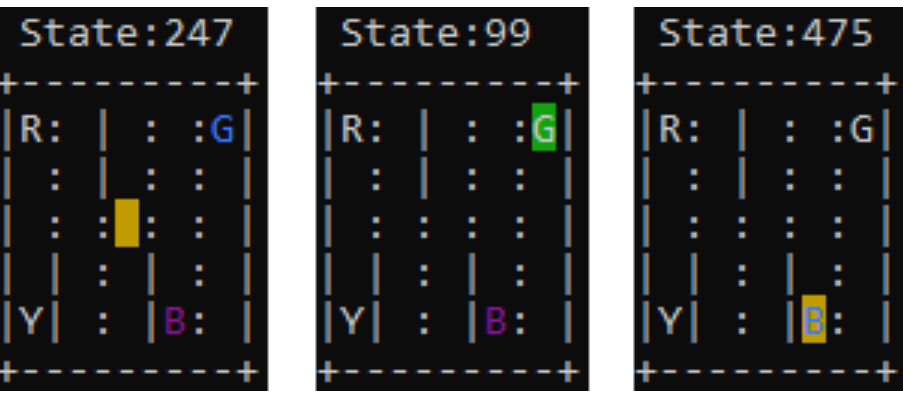 State:247
+---------+
|R: | : :G|
| : | : : |
| : : : : |
| | : | : |
|Y| : |B: |
+---------+
State:99
+---------+
|R: | : :G|
| : | : : |
| : : : : |
| | : | : |
|Y| : |B: |
+---------+
State:475
+---------+
|R: | : :G|
| : | : : |
| : : : : |
| | : | : |
|Y| : |B: |
+---------+